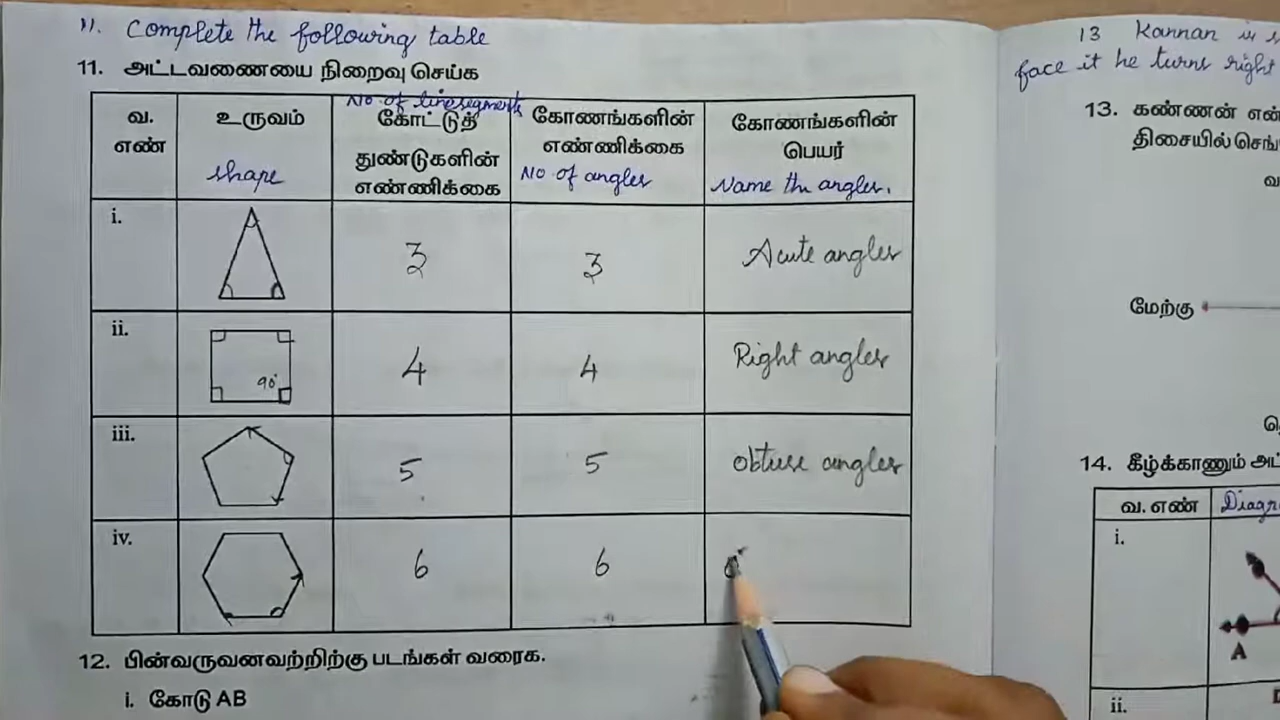 11. Complete the following table
11. அட்டவணையை நிறைவு செய்க
வ. எண்
உருவம்
shape
No of linesegments
கோட்டுத்
துண்டுகளின்
எண்ணிக்கை
கோணங்களின்
எண்ணிக்கை
No of angles
கோணங்களின்
பெயர்
Name the angles.
i.
3
3
Acute angles
ii.
90°
4
4
Right angles
iii.
5
5
obtuse angles
iv.
6
6
12. பின்வருவனவற்றிற்கு படங்கள் வரைக.
i. கோடு AB
13 Kannan is
face it he turns right
13. கண்ணன்
திசையில்
மேற்கு
14. கீழ்க்காணும்
வ. எண்
i.
A
ii.